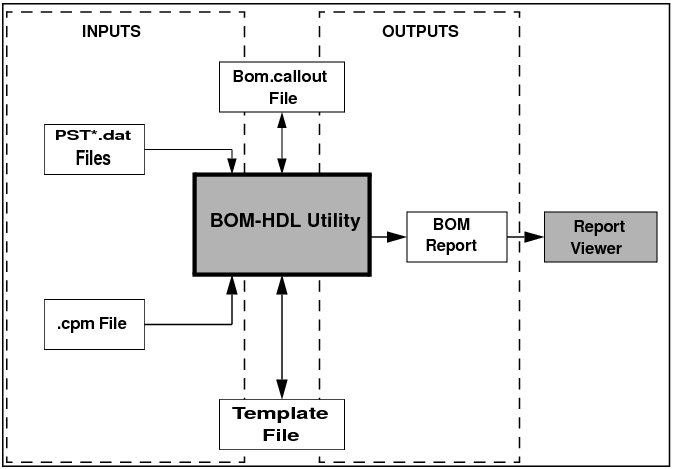 INPUTS
OUTPUTS
Bom.callout
File
PST*.dat
Files
BOM-HDL Utility
BOM
Report
Report
Viewer
.cpm File
Template
File